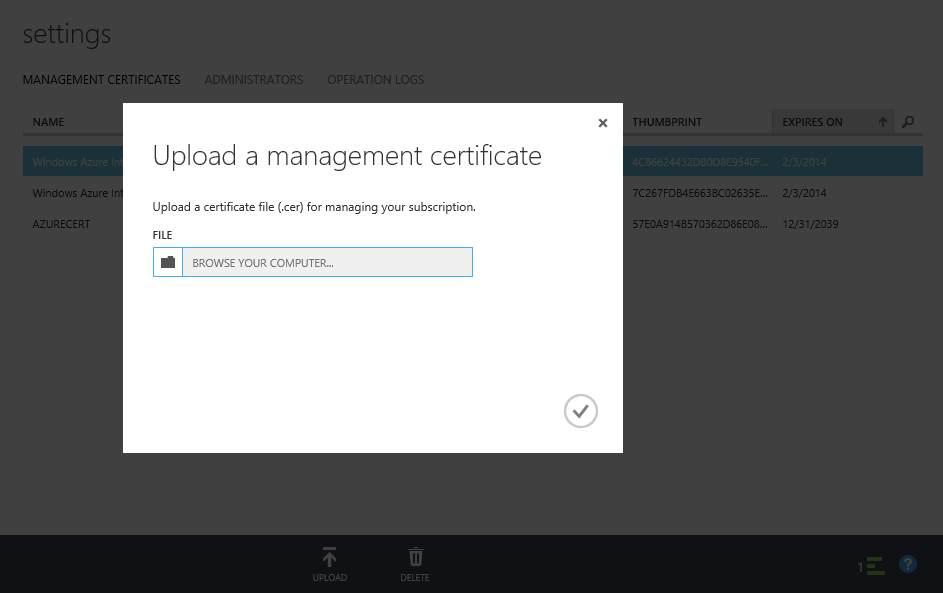 settings
MANAGEMENT CERTIFICATES ADMINISTRATORS OPERATION LOGS
NAME THUMBPRINT EXPIRES ON
Windows Azure Int 4C86624432DB0D8E9540F... 2/3/2014
Windows Azure Int 7C267FDB4E663BC02635E... 2/3/2014
AZURECERT 57E0A914B570362D86E08... 12/31/2039
Upload a management certificate
Upload a certificate file (.cer) for managing your subscription.
FILE
BROWSE YOUR COMPUTER...
UPLOAD DELETE
1 ?